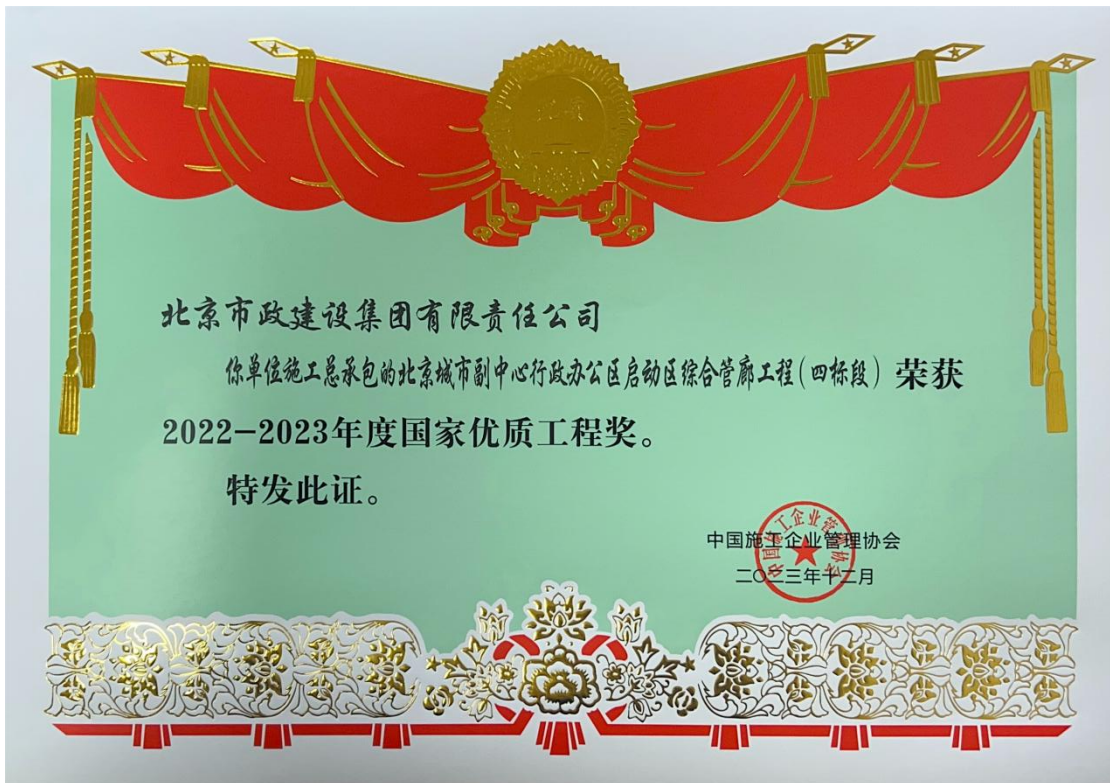 北京市政建设集团有限责任公司
你单位施工总承包的北京城市副中心行政办公区启动区综合管廊工程(四标段)荣获
2022-2023年度国家优质工程奖。
特发此证。
中国施工企业管理协会
二〇二三年十二月